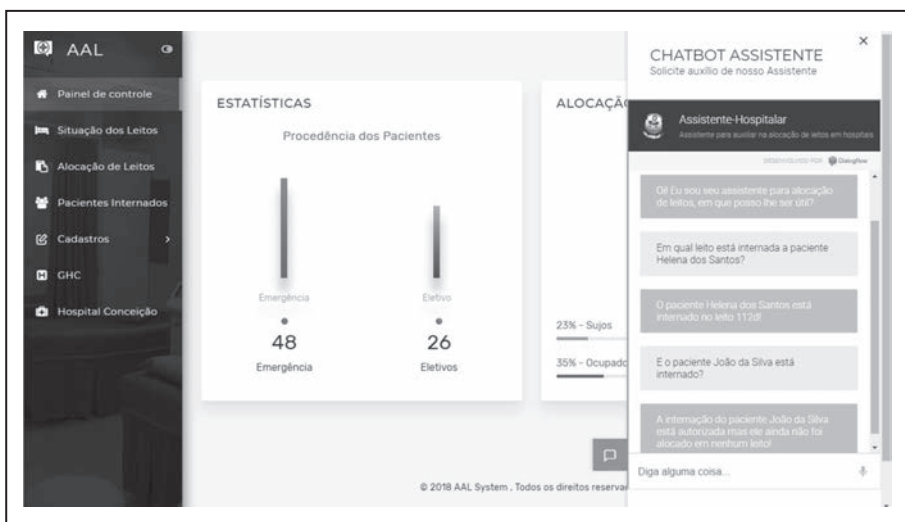 AAL
Painel de controle
Situação dos Leitos
Alocação de Leitos
Pacientes Internados
Cadastros
GHC
Hospital Conceição
ESTATÍSTICAS
Procedência dos Pacientes
Emergência
Eletivo
48
26
Emergência
Eletivos
ALOCAÇÃO
23% - Sujos
35% - Ocupado
© 2018 AAL System , Todos os direitos reserva
CHATBOT ASSISTENTE
Solicite auxílio de nosso Assistente
Assistente-Hospitalar
Assistente para auxiliar na alocação de leitos em hospitais
DESENVOLVIDO POR Dialogflow
Oi! Eu sou seu assistente para alocação
de leitos, em que posso lhe ser útil?
Em qual leito está internada a paciente
Helena dos Santos?
O paciente Helena dos Santos está
internado no leito 112d!
E o paciente João da Silva está
internado?
A internação do paciente João da Silva
está autorizada mas ele ainda não foi
alocado em nenhum leito!
Diga alguma coisa...